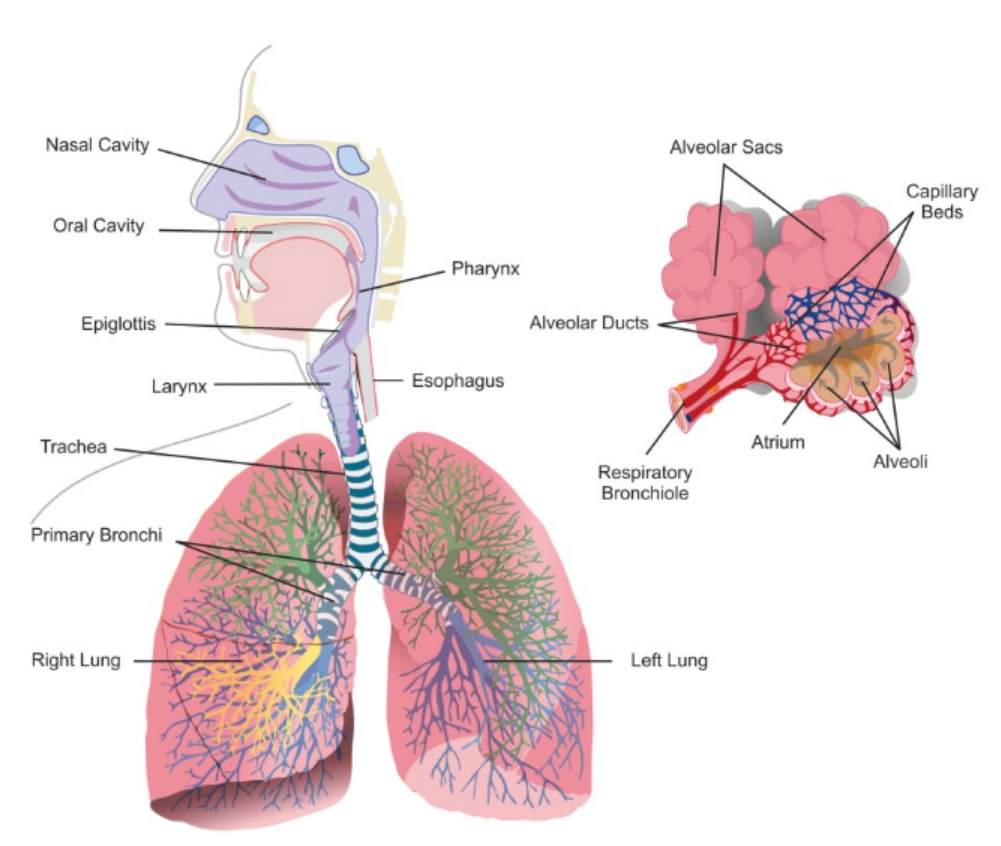 Nasal Cavity
Oral Cavity
Pharynx
Epiglottis
Larynx
Esophagus
Trachea
Primary Bronchi
Right Lung
Left Lung
Alveolar Sacs
Capillary
Beds
Alveolar Ducts
Atrium
Alveoli
Respiratory
Bronchiole